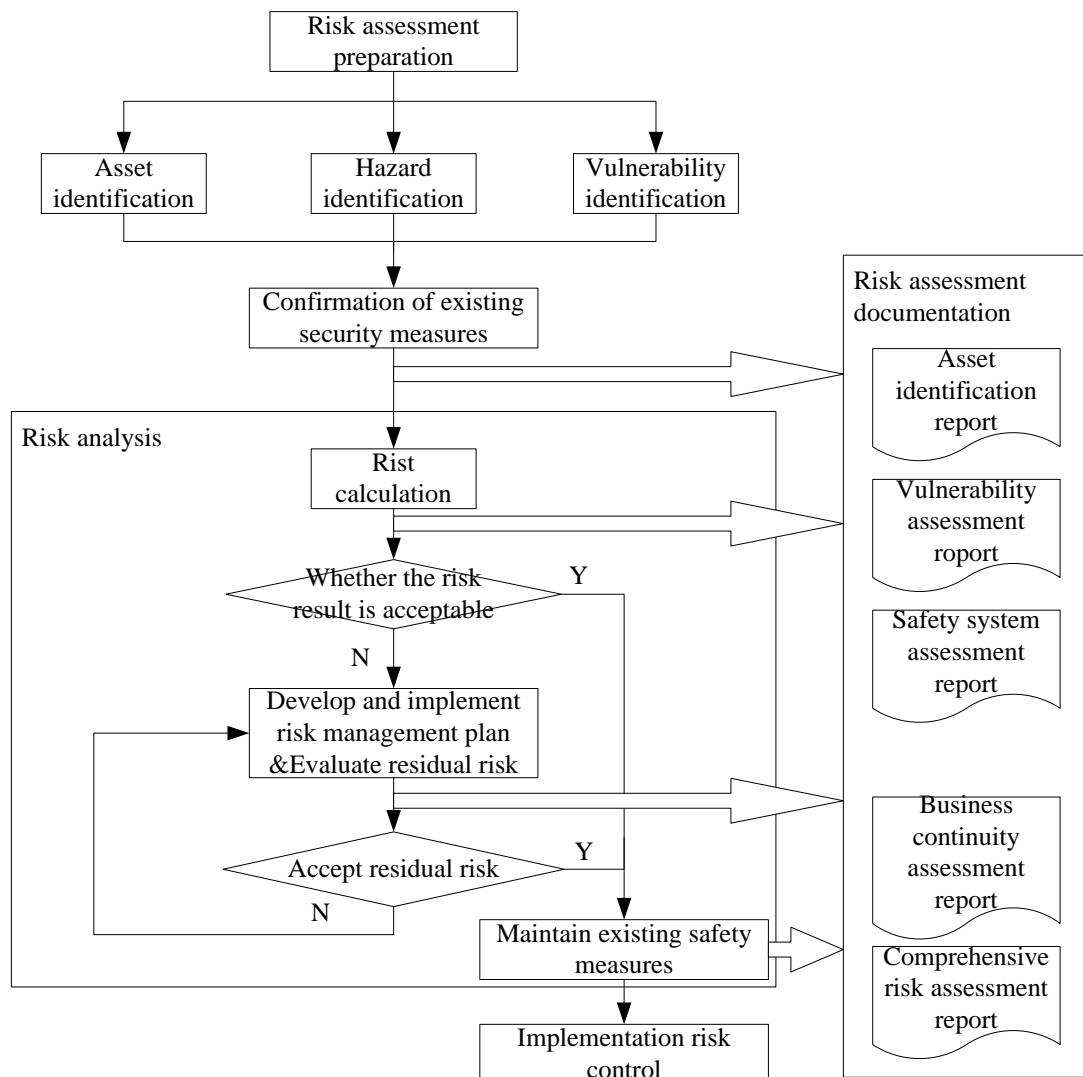 Risk assessment
preparation
Asset
identification
Hazard
identification
Vulnerability
identification
Confirmation of existing
security measures
Risk analysis
Rist
calculation
Whether the risk
result is acceptable
Y
N
Develop and implement
risk management plan
&Evaluate residual risk
Accept residual risk
Y
N
Maintain existing safety
measures
Implementation risk
control
Risk assessment
documentation
Asset
identification
report
Vulnerability
assessment
roport
Safety system
assessment
report
Business
continuity
assessment
report
Comprehensive
risk assessment
report